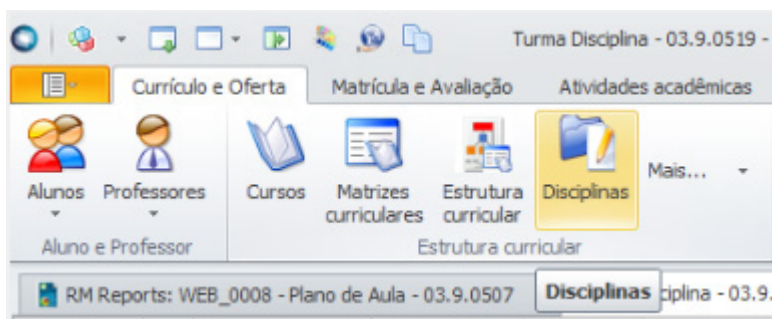 Turma Disciplina - 03.9.0519 -
Currículo e Oferta Matrícula e Avaliação Atividades acadêmicas
Alunos Professores Cursos Matrizes curriculares Estrutura curricular Disciplinas Mais...
Aluno e Professor Estrutura curricular
RM Reports: WEB_0008 - Plano de Aula - 03.9.0507 Disciplinas ciplina - 03.9.